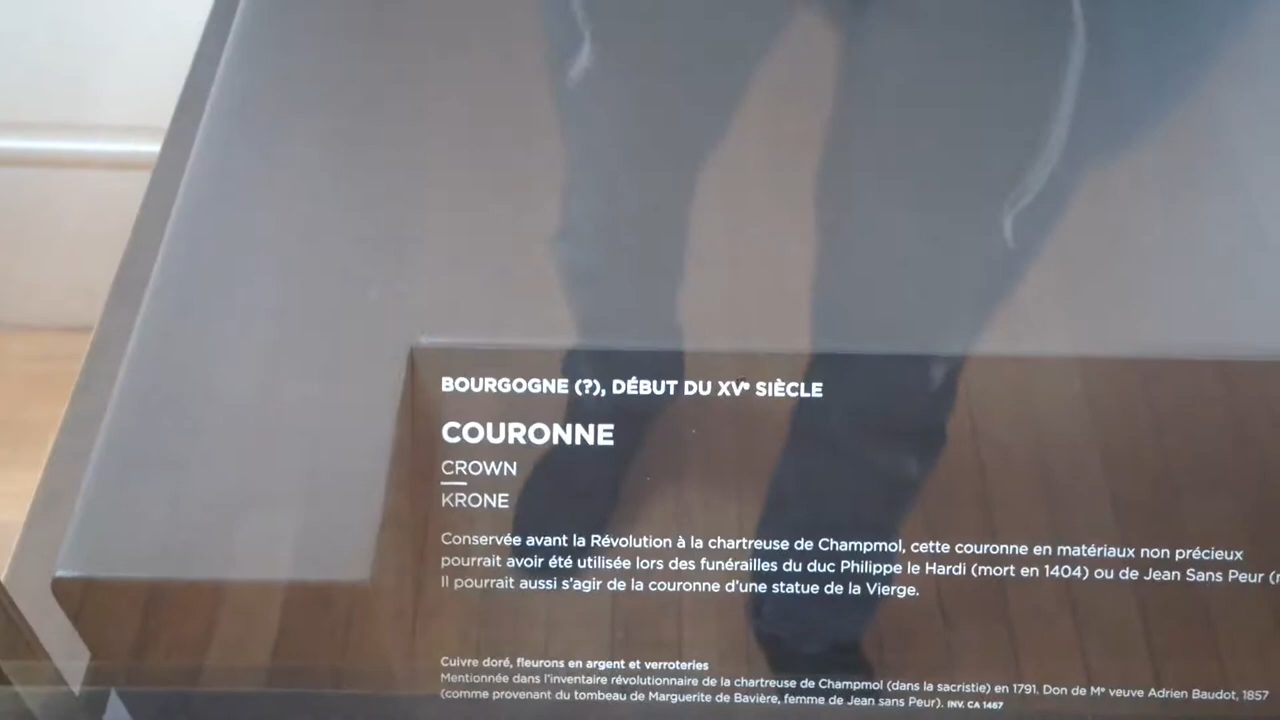 BOURGOGNE (?), DÉBUT DU XVᵉ SIÈCLE
COURONNE
CROWN
KRONE
Conservée avant la Révolution à la chartreuse de Champmol, cette couronne en matériaux non précieux
pourrait avoir été utilisée lors des funérailles du duc Philippe le Hardi (mort en 1404) ou de Jean Sans Peur (
Il pourrait aussi s'agir de la couronne d'une statue de la Vierge.
Cuivre doré, fleurons en argent et verroteries
Mentionnée dans l'inventaire révolutionnaire de la chartreuse de Champmol (dans la sacristie) en 1791. Don de Mᵉ veuve Adrien Baudot, 1857
(comme provenant du tombeau de Marguerite de Bavière, femme de Jean sans Peur). INV. CA 1467